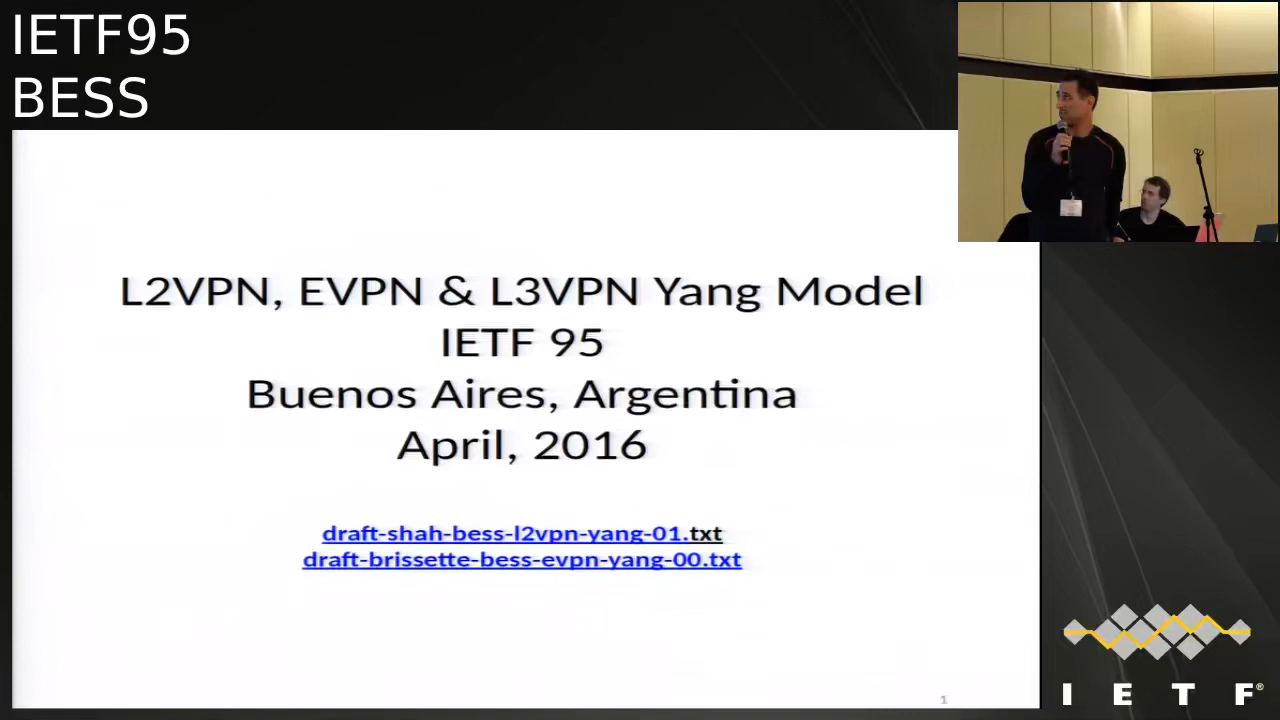 IETF95
BESS
L2VPN, EVPN & L3VPN Yang Model
IETF 95
Buenos Aires, Argentina
April, 2016
draft-shah-bess-l2vpn-yang-01.txt
draft-brissette-bess-evpn-yang-00.txt
1
I E T F®